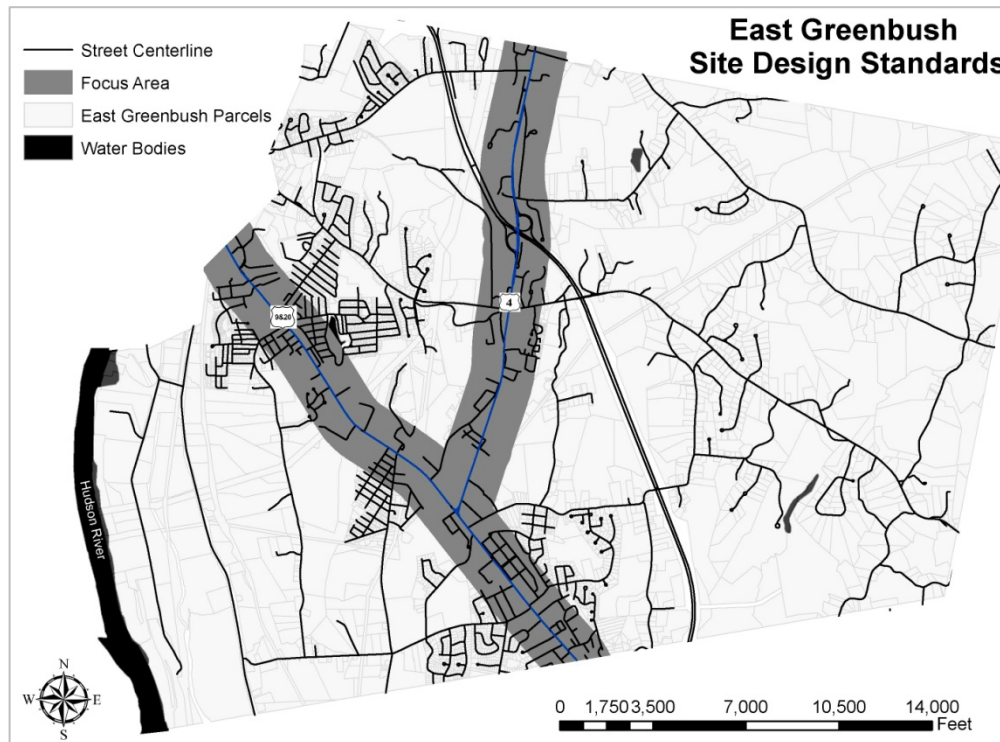 East Greenbush
Site Design Standards
Street Centerline
Focus Area
East Greenbush Parcels
Water Bodies
9&20
4
Hudson River
N
W E
S
0 1,750 3,500 7,000 10,500 14,000
Feet